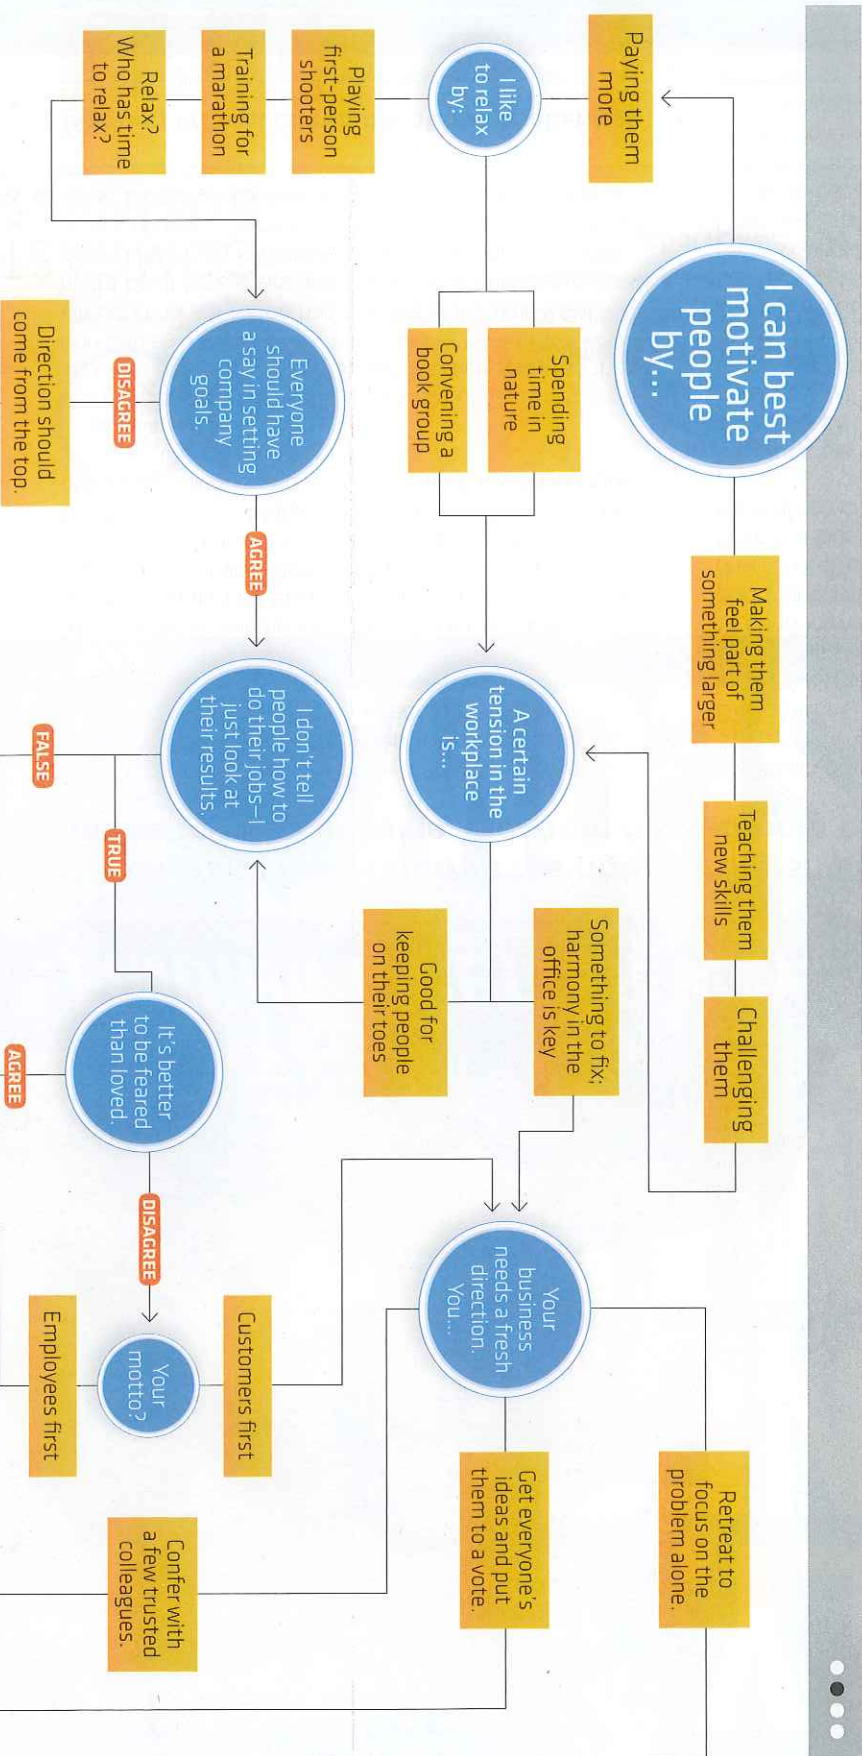 I can best
motivate
people
by...
Paying them
more
Making them
feel part of
something larger
Teaching them
new skills
Challenging
them
I like
to relax
by:
Spending
time in
nature
Convening a
book group
Playing
first-person
shooters
Training for
a marathon
Relax?
Who has time
to relax?
A certain
tension in the
workplace
is...
Something to fix;
harmony in the
office is key
Good for
keeping people
on their toes
Everyone
should have
a say in setting
company
goals.
DISAGREE
Direction should
come from the top.
AGREE
I don't tell
people how to
do their jobs—I
just look at
their results.
FALSE
TRUE
It's better
to be feared
than loved.
AGREE
DISAGREE
Your
motto?
Customers first
Employees first
Your
business
needs a fresh
direction.
You...
Retreat to
focus on the
problem alone.
Get everyone's
ideas and put
them to a vote.
Confer with
a few trusted
colleagues.